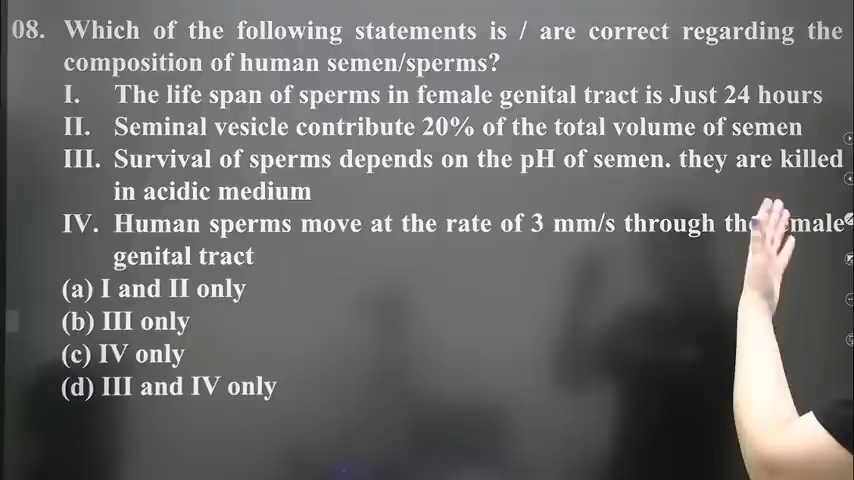 08. Which of the following statements is / are correct regarding the
composition of human semen/sperms?
I. The life span of sperms in female genital tract is Just 24 hours
II. Seminal vesicle contribute 20% of the total volume of semen
III. Survival of sperms depends on the pH of semen. they are killed
in acidic medium
IV. Human sperms move at the rate of 3 mm/s through
genital tract
(a) I and II only
(b) III only
(c) IV only
(d) III and IV only